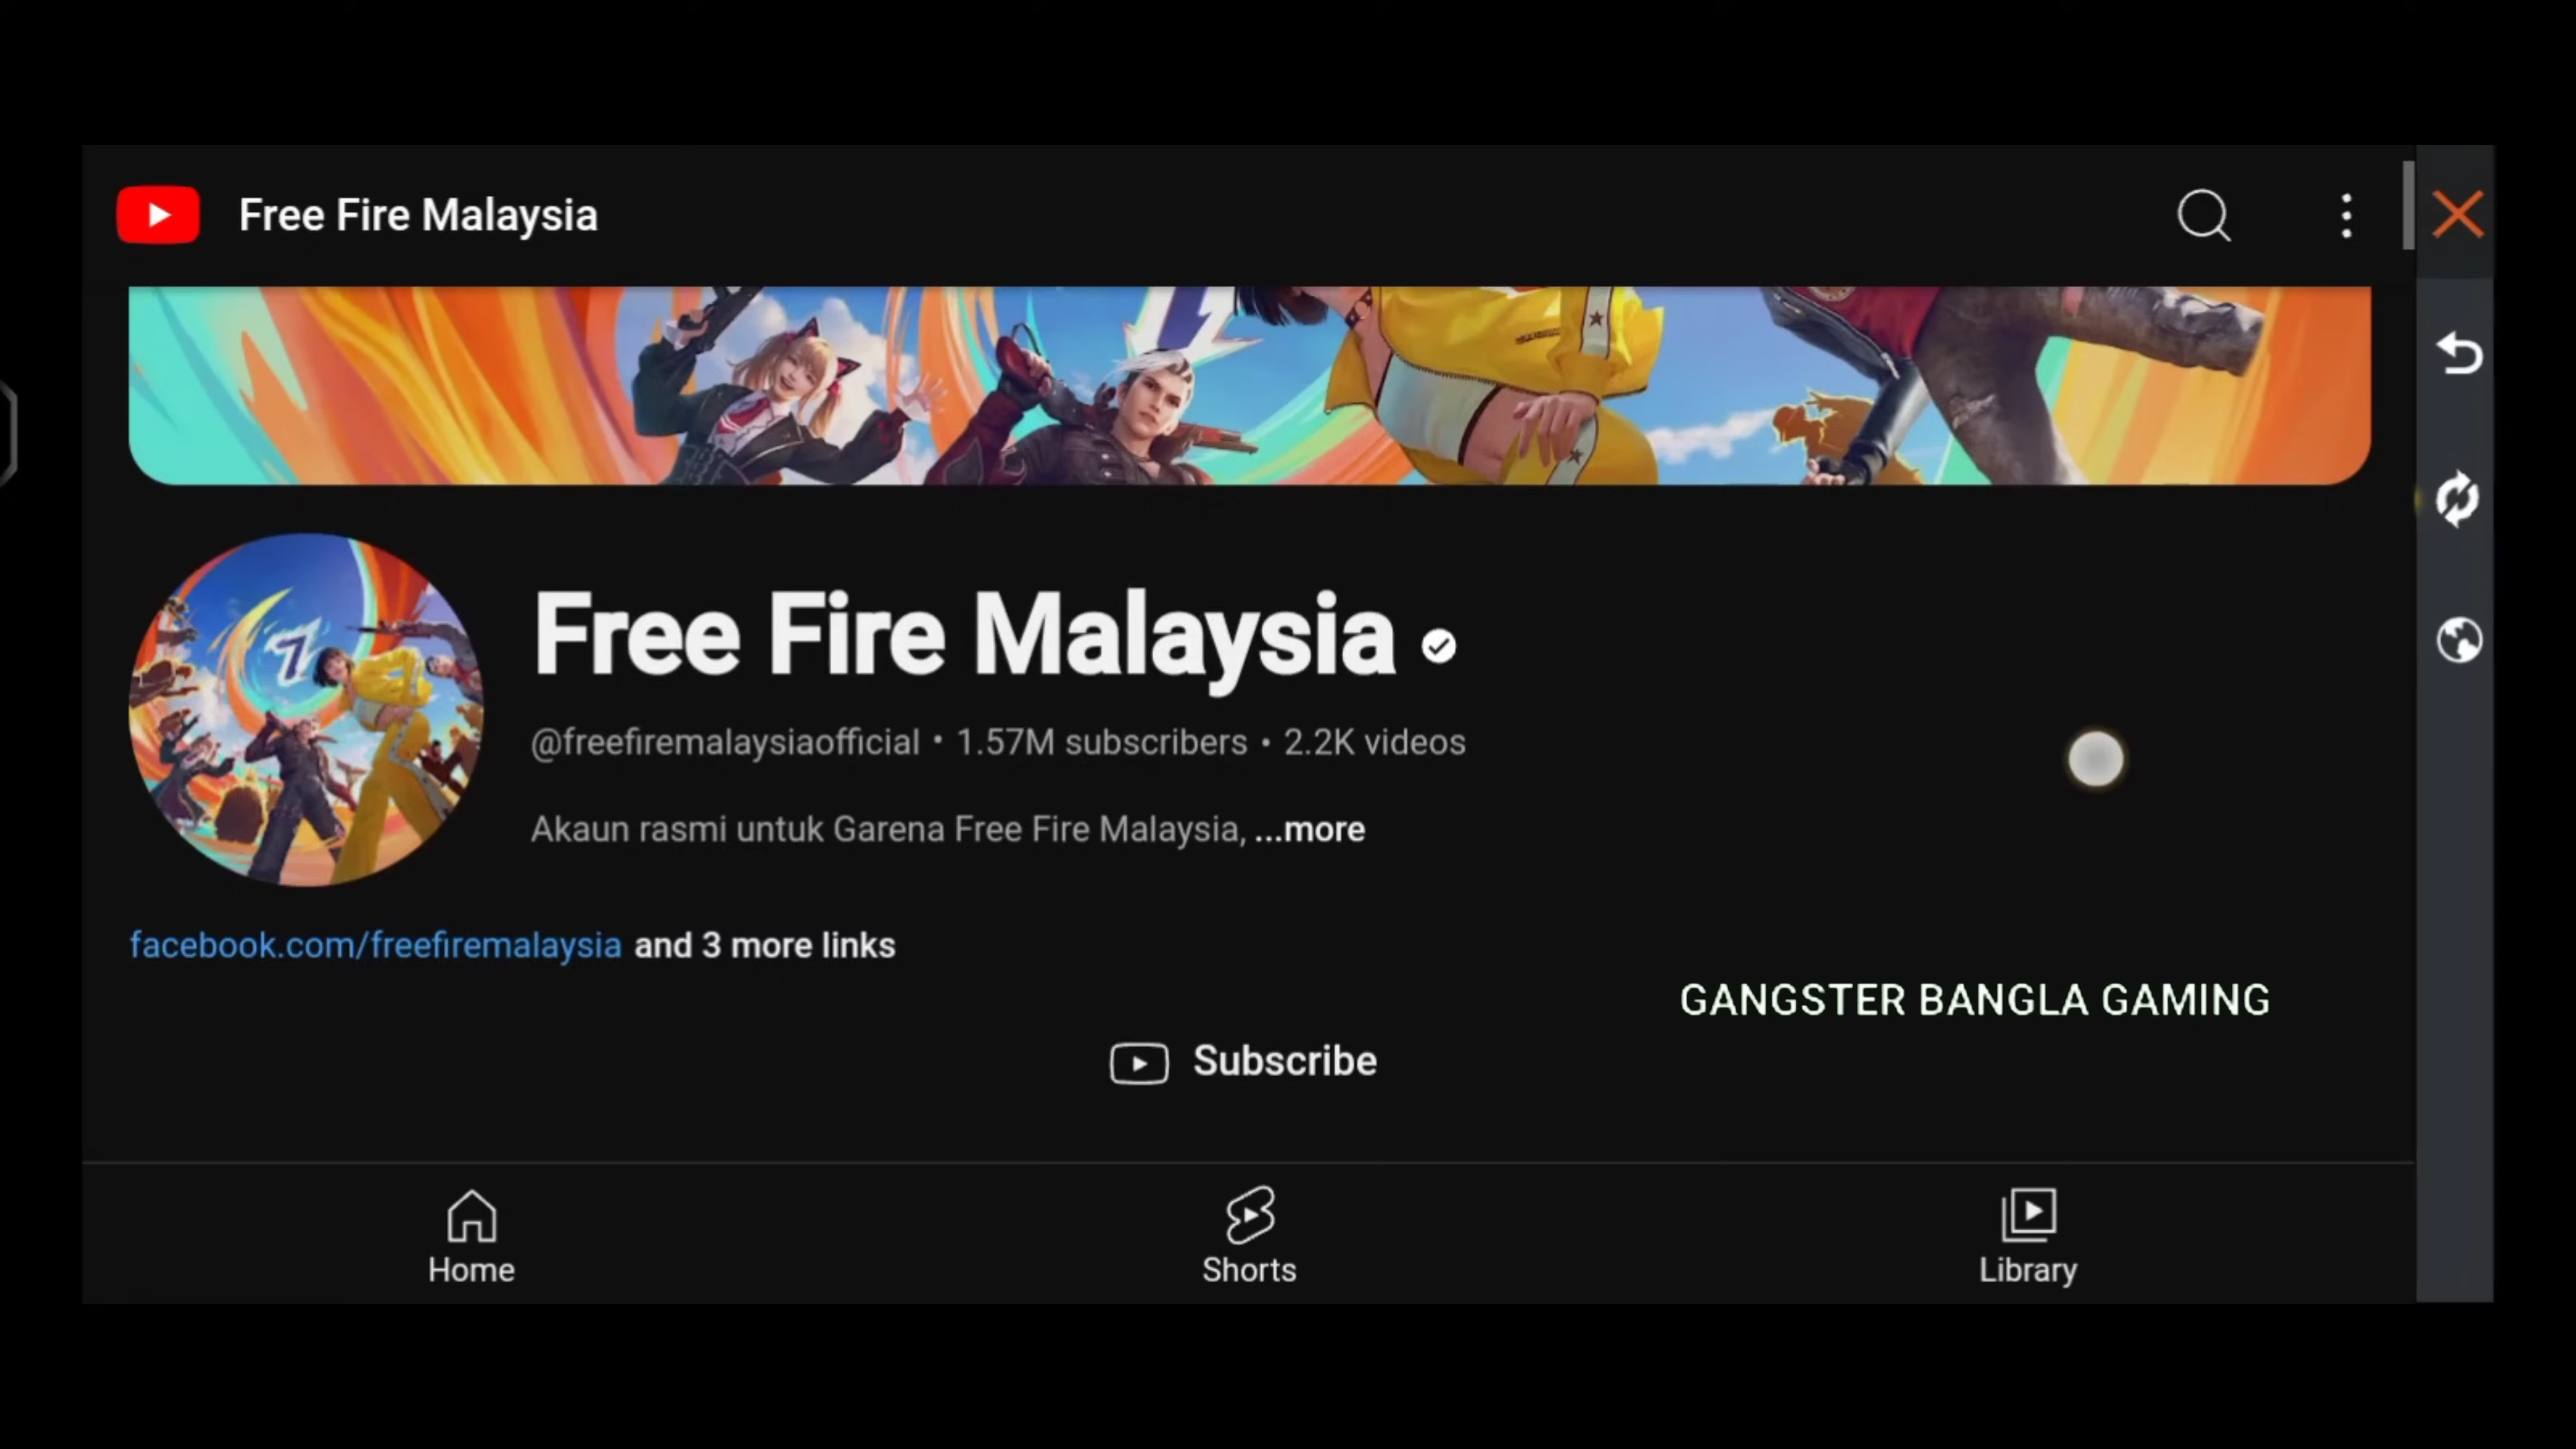 Free Fire Malaysia
7
Free Fire Malaysia
@freefiremalaysiaofficial • 1.57M subscribers • 2.2K videos
Akaun rasmi untuk Garena Free Fire Malaysia, ...more
facebook.com/freefiremalaysia and 3 more links
GANGSTER BANGLA GAMING
Subscribe
Home
Shorts
Library